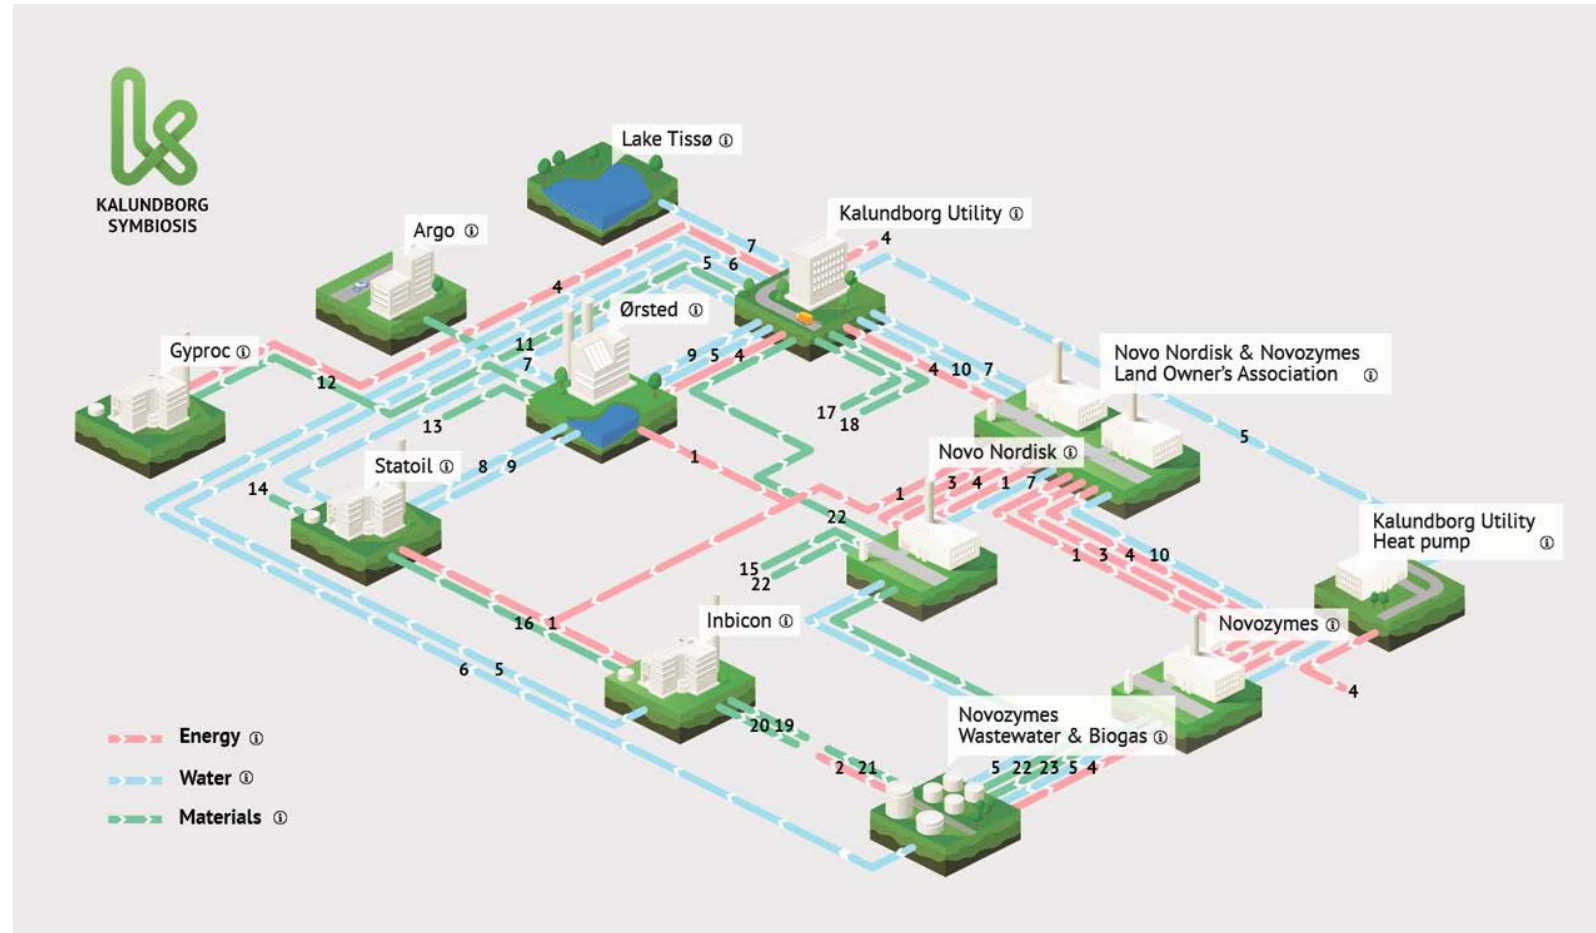 KALUNDBORG
SYMBIOSIS
Lake Tissø
Kalundborg Utility
Argo
Ørsted
Gyproc
Novo Nordisk & Novozymes
Land Owner's Association
Statoil
Novo Nordisk
Kalundborg Utility
Heat pump
Inbicon
Novozymes
Novozymes
Wastewater & Biogas
Energy
Water
Materials
7
5 6
4
4
11
7
12
13
9 5 4
4 10 7
17
18
5
8 9
14
1
1 3 4 1 7
22
15
22
1 3 4 10
16 1
6 5
4
20 19
2 21
5 22 23 5 4